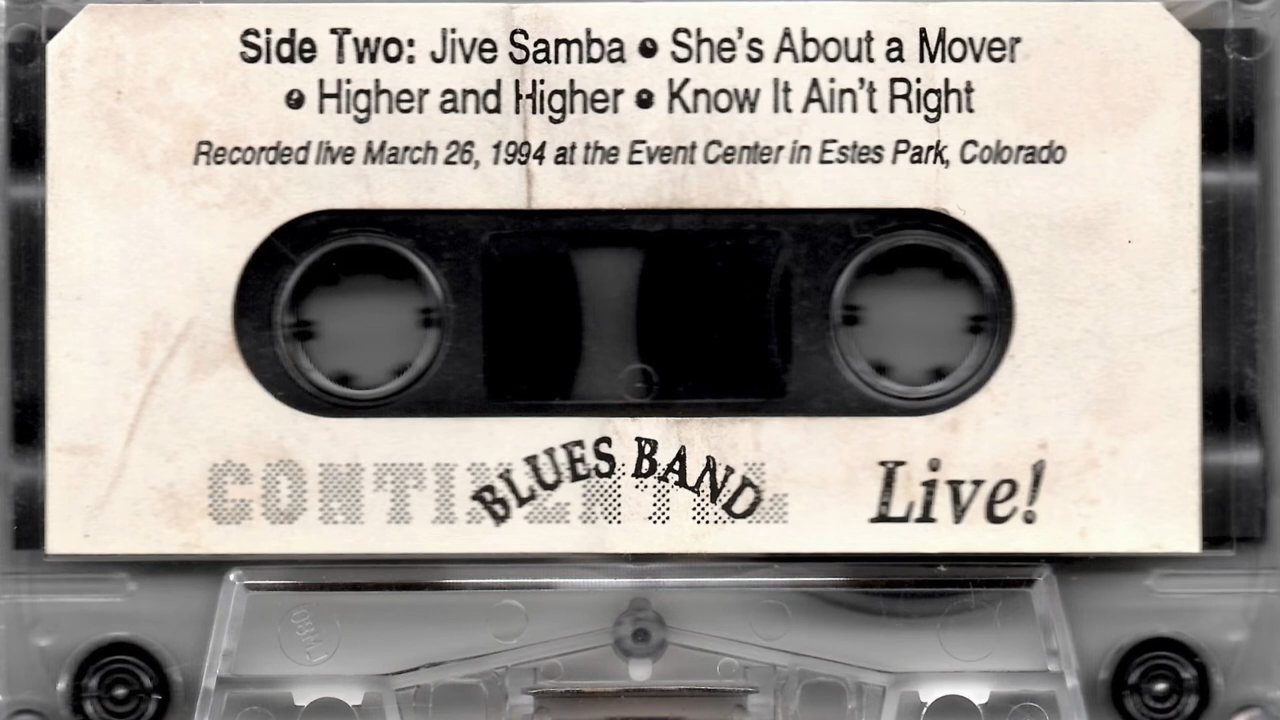 Side Two: Jive Samba • She's About a Mover
• Higher and Higher • Know It Ain't Right
Recorded live March 26, 1994 at the Event Center in Estes Park, Colorado
CONTINENTAL
BLUES BAND
Live!